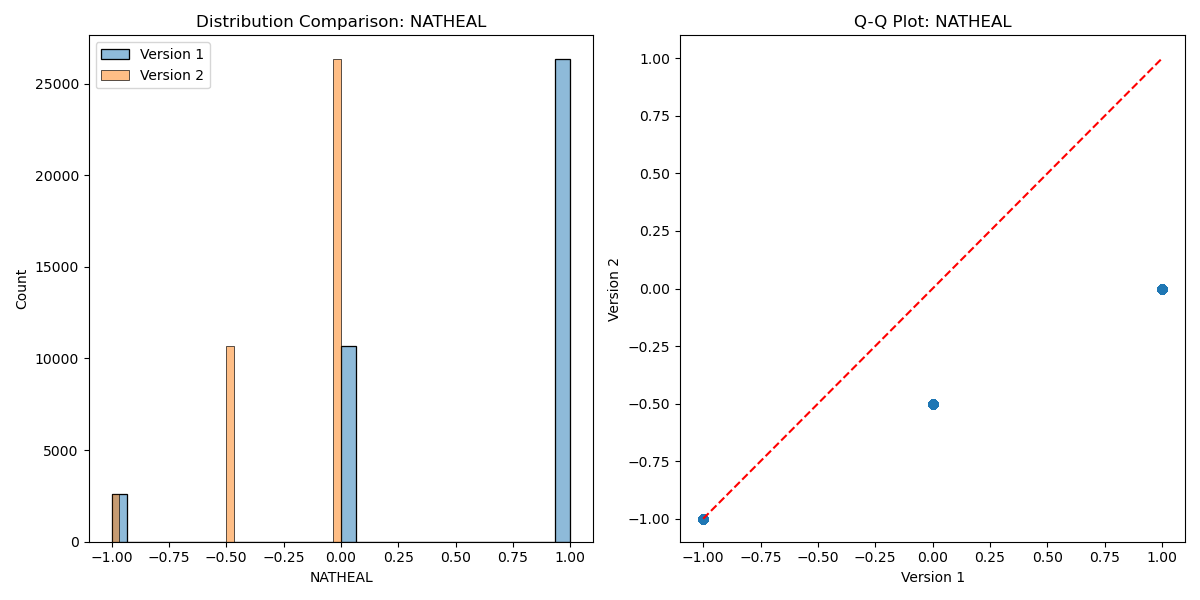 Distribution Comparison: NATHEAL
Version 1
Version 2
25000
20000
15000
10000
5000
0
Count
−1.00 −0.75 −0.50 −0.25 0.00 0.25 0.50 0.75 1.00
NATHEAL
Q-Q Plot: NATHEAL
1.00
0.75
0.50
0.25
0.00
−0.25
−0.50
−0.75
−1.00
Version 2
−1.00 −0.75 −0.50 −0.25 0.00 0.25 0.50 0.75 1.00
Version 1